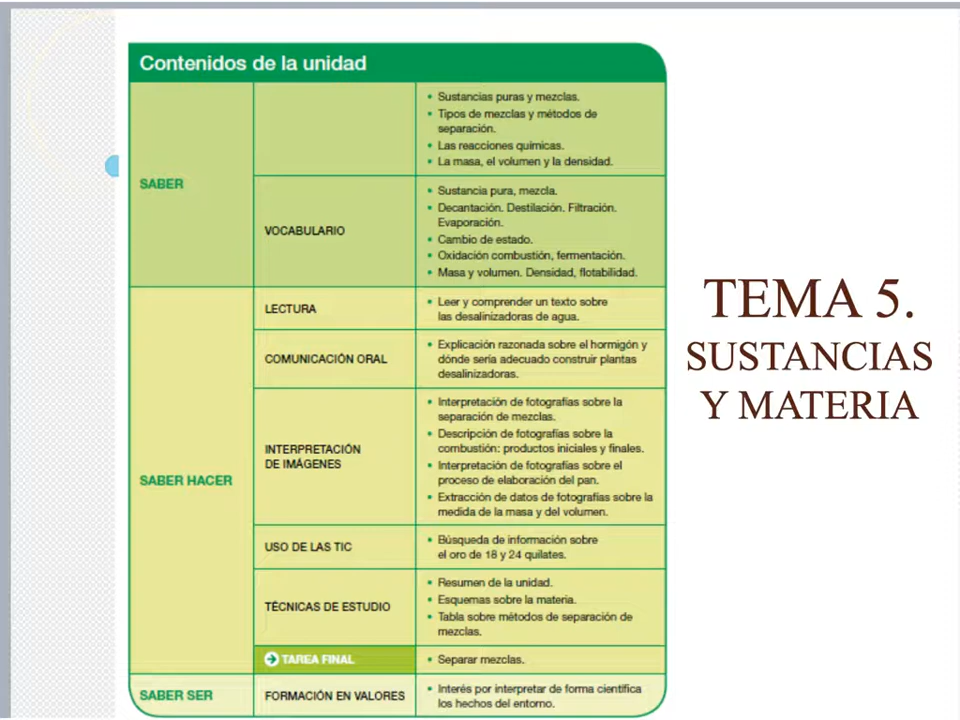 Contenidos de la unidad
SABER
• Sustancias puras y mezclas.
• Tipos de mezclas y métodos de
separación.
• Las reacciones químicas.
• La masa, el volumen y la densidad.
VOCABULARIO
• Sustancia pura, mezcla.
• Decantación. Destilación. Filtración.
Evaporación.
• Cambio de estado.
• Oxidación combustión, fermentación.
• Masa y volumen. Densidad, flotabilidad.
SABER HACER
LECTURA
• Leer y comprender un texto sobre
las desalinizadoras de agua.
COMUNICACIÓN ORAL
• Explicación razonada sobre el hormigón y
dónde sería adecuado construir plantas
desalinizadoras.
INTERPRETACIÓN
DE IMÁGENES
• Interpretación de fotografías sobre la
separación de mezclas.
• Descripción de fotografías sobre la
combustión: productos iniciales y finales.
• Interpretación de fotografías sobre el
proceso de elaboración del pan.
• Extracción de datos de fotografías sobre la
medida de la masa y del volumen.
USO DE LAS TIC
• Búsqueda de información sobre
el oro de 18 y 24 quilates.
TÉCNICAS DE ESTUDIO
• Resumen de la unidad.
• Esquemas sobre la materia.
• Tabla sobre métodos de separación de
mezclas.
TAREA FINAL
• Separar mezclas.
SABER SER
FORMACIÓN EN VALORES
• Interés por interpretar de forma científica
los hechos del entorno.
TEMA 5.
SUSTANCIAS
Y MATERIA